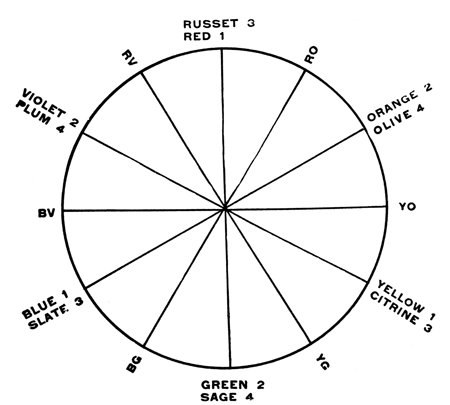 RUSSET 3
RED 1
RO
ORANGE 2
OLIVE 4
YO
YELLOW 1
CITRINE 3
YG
GREEN 2
SAGE 4
BG
BLUE 1
SLATE 3
BV
VIOLET 2
PLUM 4
RV